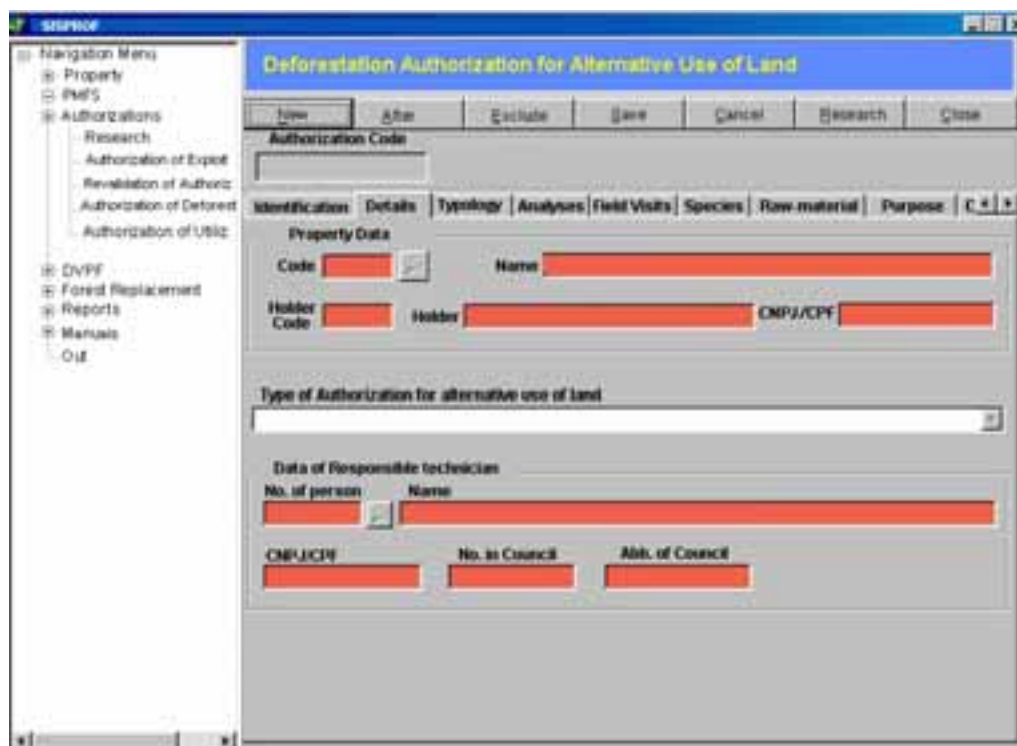 SISPROF
Navigation Menu
Property
PMFS
Authorizations
Research
Authorization of Exploit
Revalidation of Authoriz
Authorization of Deforest
Authorization of Utiliz
DVPF
Forest Replacement
Reports
Manuais
Out
Deforestation Authorization for Alternative Use of Land
New Alter Exclude Save Cancel Research Close
Authorization Code
Identification Details Typology Analyses Field Visits Species Raw-material Purpose C
Property Data
Code Name
Holder Code Holder CNPJ/CPF
Type of Authorization for alternative use of land
Data of Responsible technician
No. of person Name
CNPJ/CPF No. in Council Abb. of Council